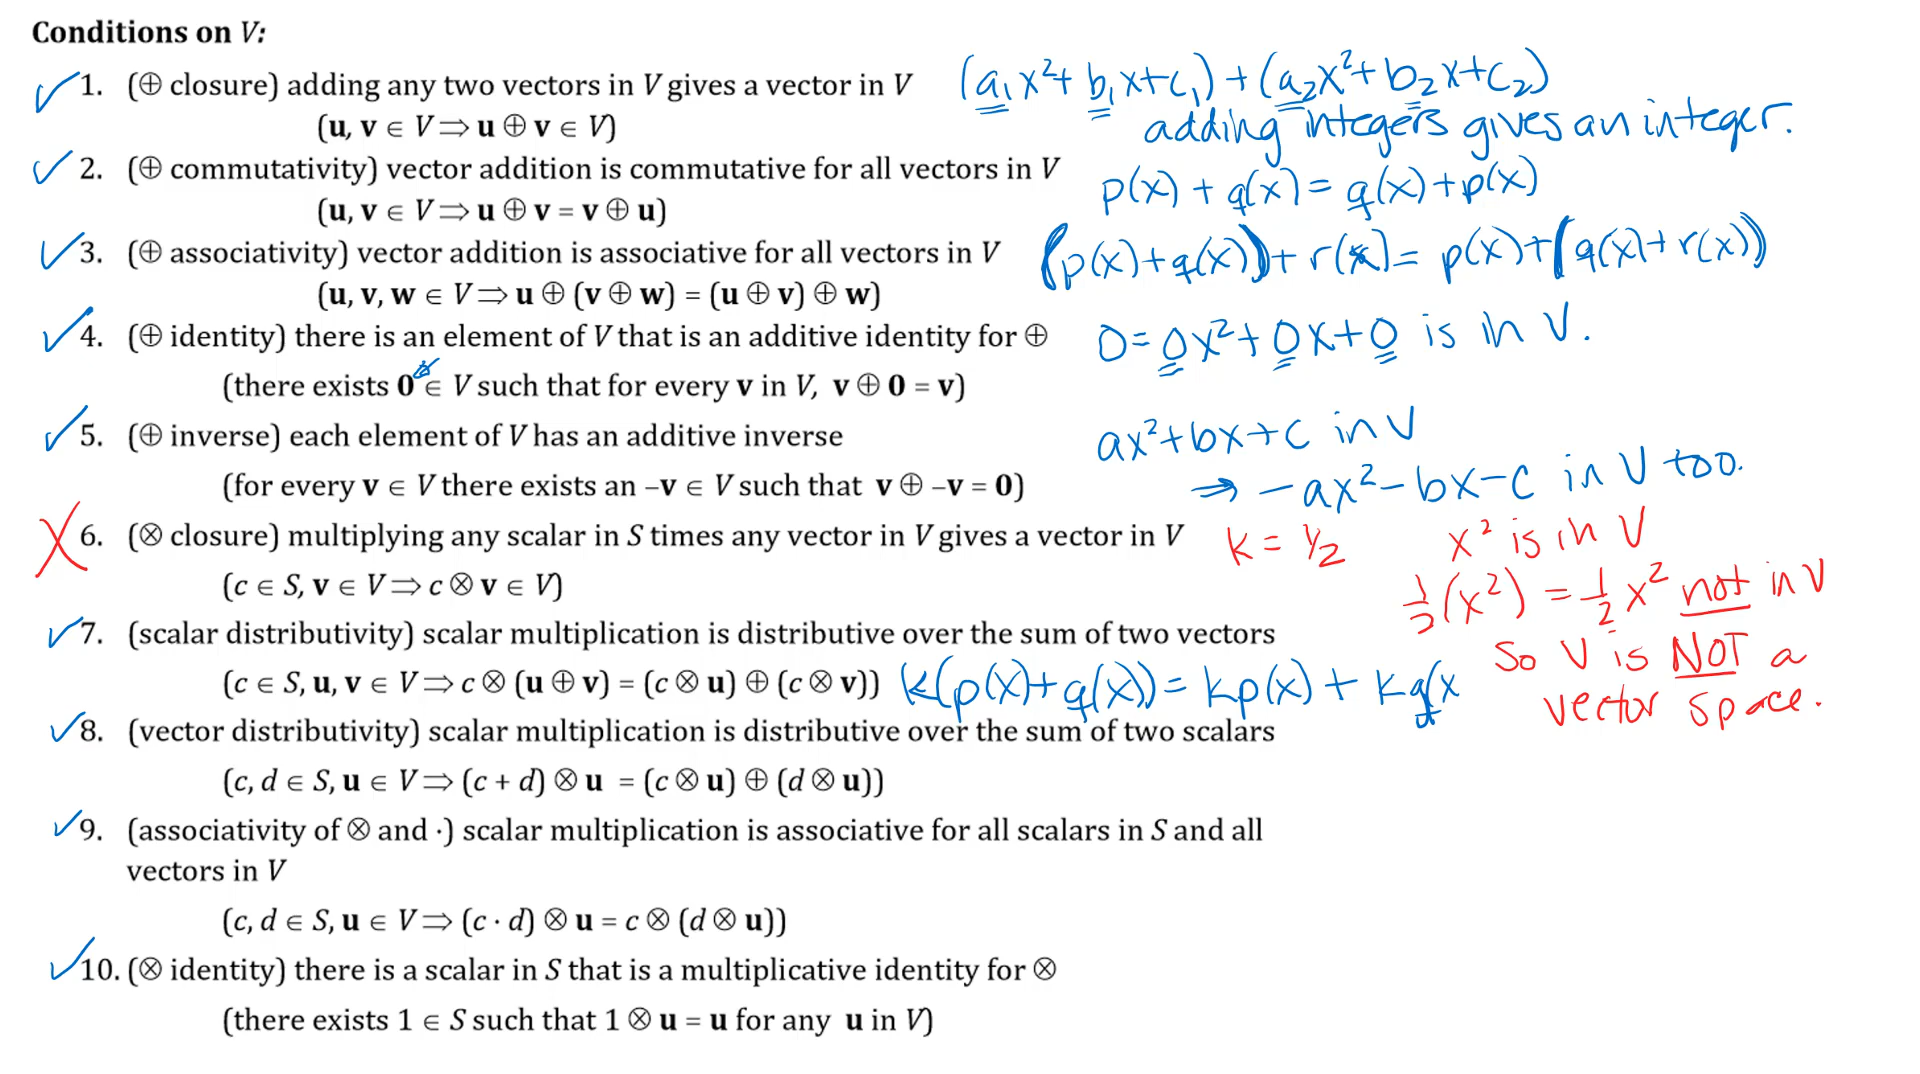 Conditions on V:
1. (⊕ closure) adding any two vectors in V gives a vector in V
(u, v ∈ V ⟹ u ⊕ v ∈ V)
(a₁x²+ b₁x+c₁) + (a₂x²+ b₂x+c₂)
adding integers gives an integer.
2. (⊕ commutativity) vector addition is commutative for all vectors in V
(u, v ∈ V ⟹ u ⊕ v = v ⊕ u)
p(x) + q(x) = q(x)+p(x)
3. (⊕ associativity) vector addition is associative for all vectors in V
(u, v, w ∈ V ⟹ u ⊕ (v ⊕ w) = (u ⊕ v) ⊕ w)
(p(x)+q(x))+ r(x)= p(x)+(q(x)+r(x))
4. (⊕ identity) there is an element of V that is an additive identity for ⊕
(there exists 0 ∈ V such that for every v in V, v ⊕ 0 = v)
0= 0x²+ 0x+0 is in V.
5. (⊕ inverse) each element of V has an additive inverse
(for every v ∈ V there exists an –v ∈ V such that v ⊕ –v = 0)
ax²+bx+c in V
⇒ -ax²-bx-c in V too.
6. (⊗ closure) multiplying any scalar in S times any vector in V gives a vector in V
(c ∈ S, v ∈ V ⟹ c ⊗ v ∈ V)
k = 1/2 x² is in V
1/2(x²) = 1/2 x² not in V
So V is NOT a
vector space.
7. (scalar distributivity) scalar multiplication is distributive over the sum of two vectors
(c ∈ S, u, v ∈ V ⟹ c ⊗ (u ⊕ v) = (c ⊗ u) ⊕ (c ⊗ v))
k(p(x)+q(x))= kp(x) + kq(x
8. (vector distributivity) scalar multiplication is distributive over the sum of two scalars
(c, d ∈ S, u ∈ V ⟹ (c + d) ⊗ u = (c ⊗ u) ⊕ (d ⊗ u))
9. (associativity of ⊗ and ·) scalar multiplication is associative for all scalars in S and all
vectors in V
(c, d ∈ S, u ∈ V ⟹ (c · d) ⊗ u = c ⊗ (d ⊗ u))
10. (⊗ identity) there is a scalar in S that is a multiplicative identity for ⊗
(there exists 1 ∈ S such that 1 ⊗ u = u for any u in V)